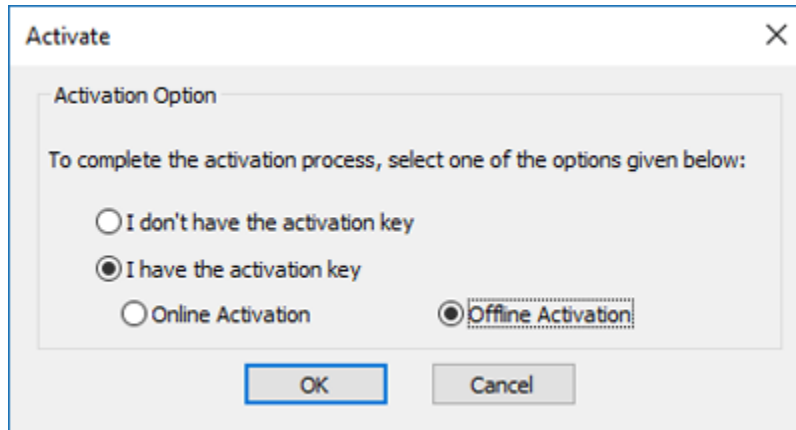 Activate
Activation Option
To complete the activation process, select one of the options given below:
I don't have the activation key
I have the activation key
Online Activation Offline Activation
OK Cancel